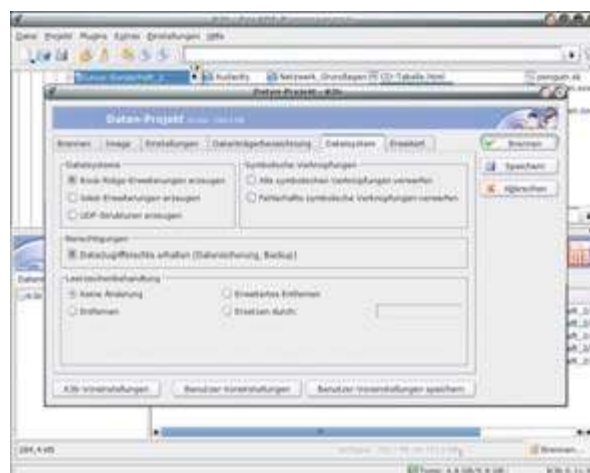 Datei Projekt Plugins Extras Einstellungen Hilfe
Audacity
Netzwerk_Grundlagen
CD-Tabelle.html
Daten-Projekt - K3b
Daten-Projekt
Brennen Image Einstellungen Datenträgerbezeichnung Dateisystem Erweitert
Brennen
Speichern
Abbrechen
Dateisysteme
Rock-Ridge-Erweiterungen erzeugen
Joliet-Erweiterungen erzeugen
UDF-Strukturen erzeugen
Symbolische Verknüpfungen
Alle symbolischen Verknüpfungen verwerfen
Fehlerhafte symbolische Verknüpfungen verwerfen
Berechtigungen
Dateizugriffsrechte erhalten (Datensicherung, Backup)
Leerzeichenbehandlung
Keine Änderung
Erweitertes Entfernen
Entfernen
Ersetzen durch:
K3b-Voreinstellungen
Benutzer-Voreinstellungen
Benutzer-Voreinstellungen speichern
Brennen...